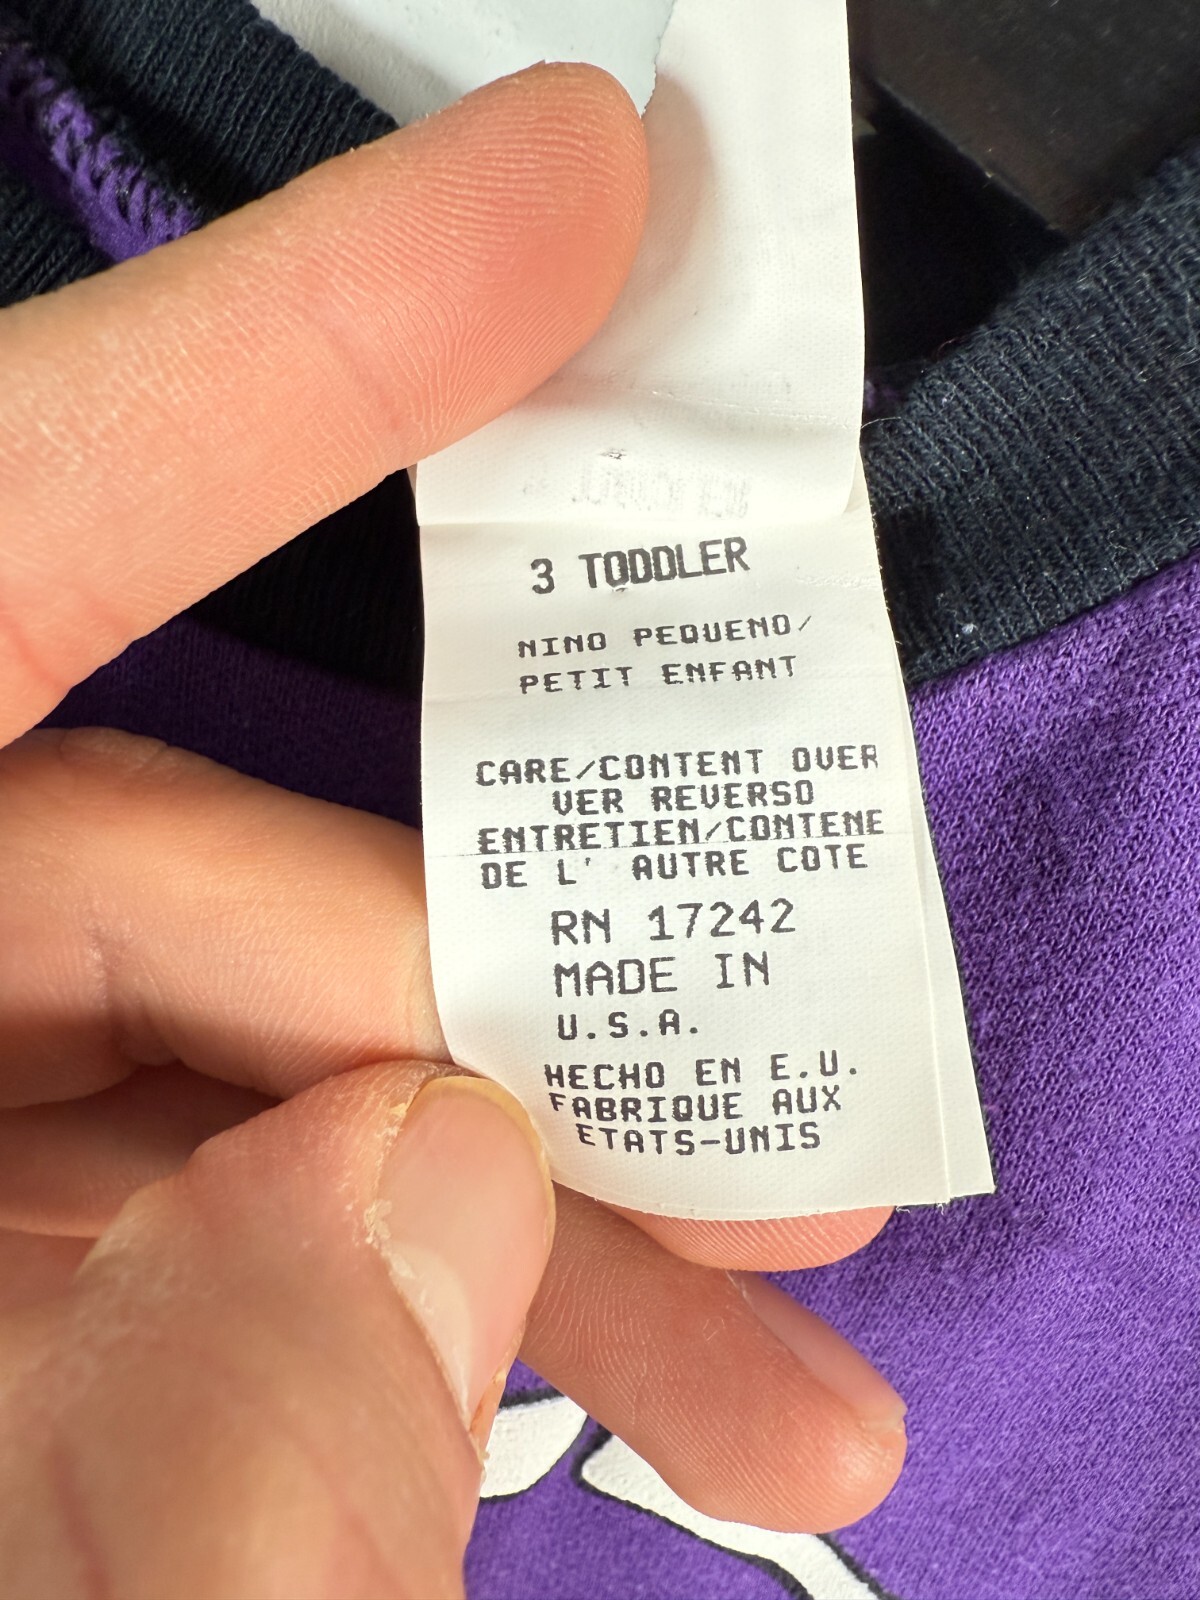 3 TODDLER
NINO PEQUENO/
PETIT ENFANT
CARE/CONTENT OVER
VER REVERSO
ENTRETIEN/CONTENE
DE L' AUTRE COTE
RN 17242
MADE IN
U.S.A.
HECHO EN E.U.
FABRIQUE AUX
ETATS-UNIS